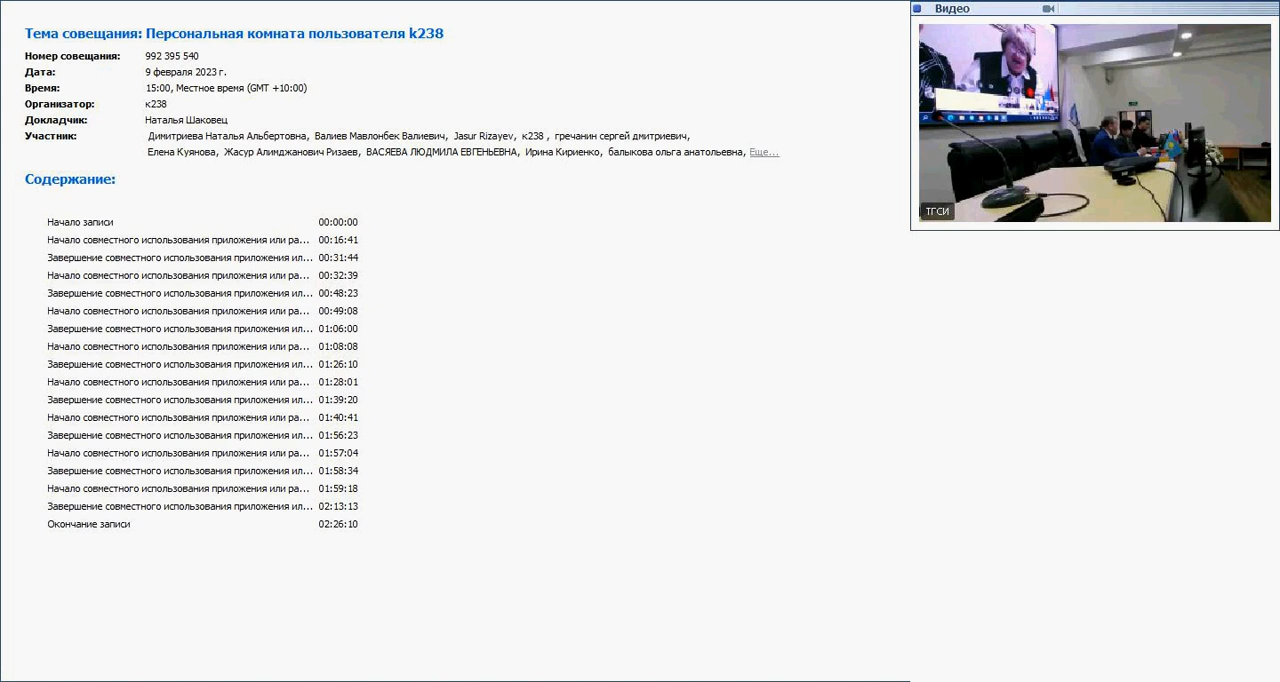 Видео
Тема совещания: Персональная комната пользователя k238
Номер совещания: 992 395 540
Дата: 9 февраля 2023 г.
Время: 15:00, Местное время (GMT +10:00)
Организатор: к238
Докладчик: Наталья Шаковец
Участник: Димитриева Наталья Альбертовна, Валиев Мавлонбек Валиевич, Jasur Rizayev, к238 , гречанин сергей дмитриевич,
Елена Куянова, Жасур Алинджанович Ризаев, ВАСЯЕВА ЛЮДМИЛА ЕВГЕНЬЕВНА, Ирина Кириенко, балыкова ольга анатольевна, Еще...
Содержание:
ТГСИ
Начало записи 00:00:00
Начало совместного использования приложения или ра... 00:16:41
Завершение совместного использования приложения ил... 00:31:44
Начало совместного использования приложения или ра... 00:32:39
Завершение совместного использования приложения ил... 00:48:23
Начало совместного использования приложения или ра... 00:49:08
Завершение совместного использования приложения ил... 01:06:00
Начало совместного использования приложения или ра... 01:08:08
Завершение совместного использования приложения ил... 01:26:10
Начало совместного использования приложения или ра... 01:28:01
Завершение совместного использования приложения ил... 01:39:20
Начало совместного использования приложения или ра... 01:40:41
Завершение совместного использования приложения ил... 01:56:23
Начало совместного использования приложения или ра... 01:57:04
Завершение совместного использования приложения ил... 01:58:34
Начало совместного использования приложения или ра... 01:59:18
Завершение совместного использования приложения ил... 02:13:13
Окончание записи 02:26:10